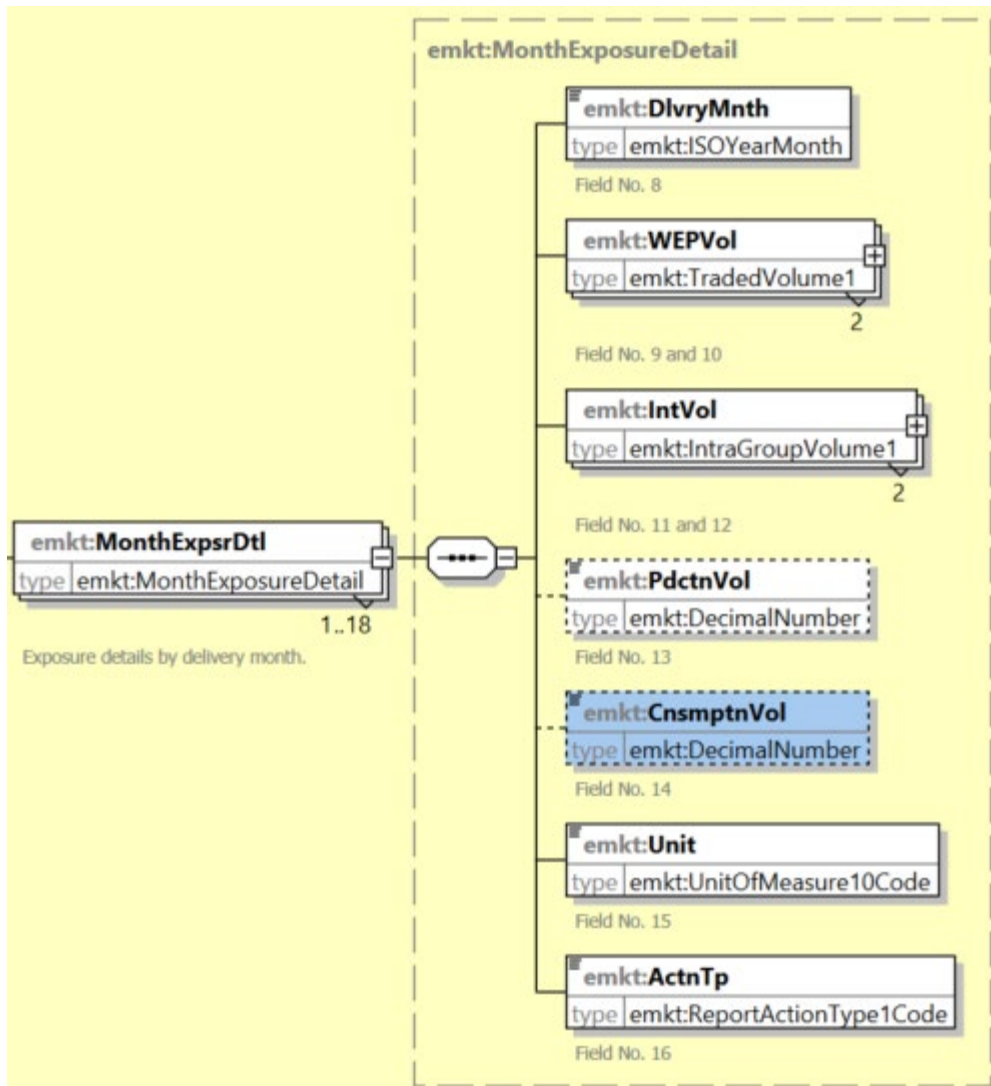 emkt:MonthExposureDetail
emkt:DlvryMnth
type emkt:ISOYearMonth
Field No. 8
emkt:WEPVol
type emkt:TradedVolume1
2
Field No. 9 and 10
emkt:IntVol
type emkt:IntraGroupVolume1
2
Field No. 11 and 12
emkt:MonthExpsrDtl
type emkt:MonthExposureDetail
1..18
Exposure details by delivery month.
emkt:PdctnVol
type emkt:DecimalNumber
Field No. 13
emkt:CnsmptnVol
type emkt:DecimalNumber
Field No. 14
emkt:Unit
type emkt:UnitOfMeasure10Code
Field No. 15
emkt:ActnTp
type emkt:ReportActionType1Code
Field No. 16